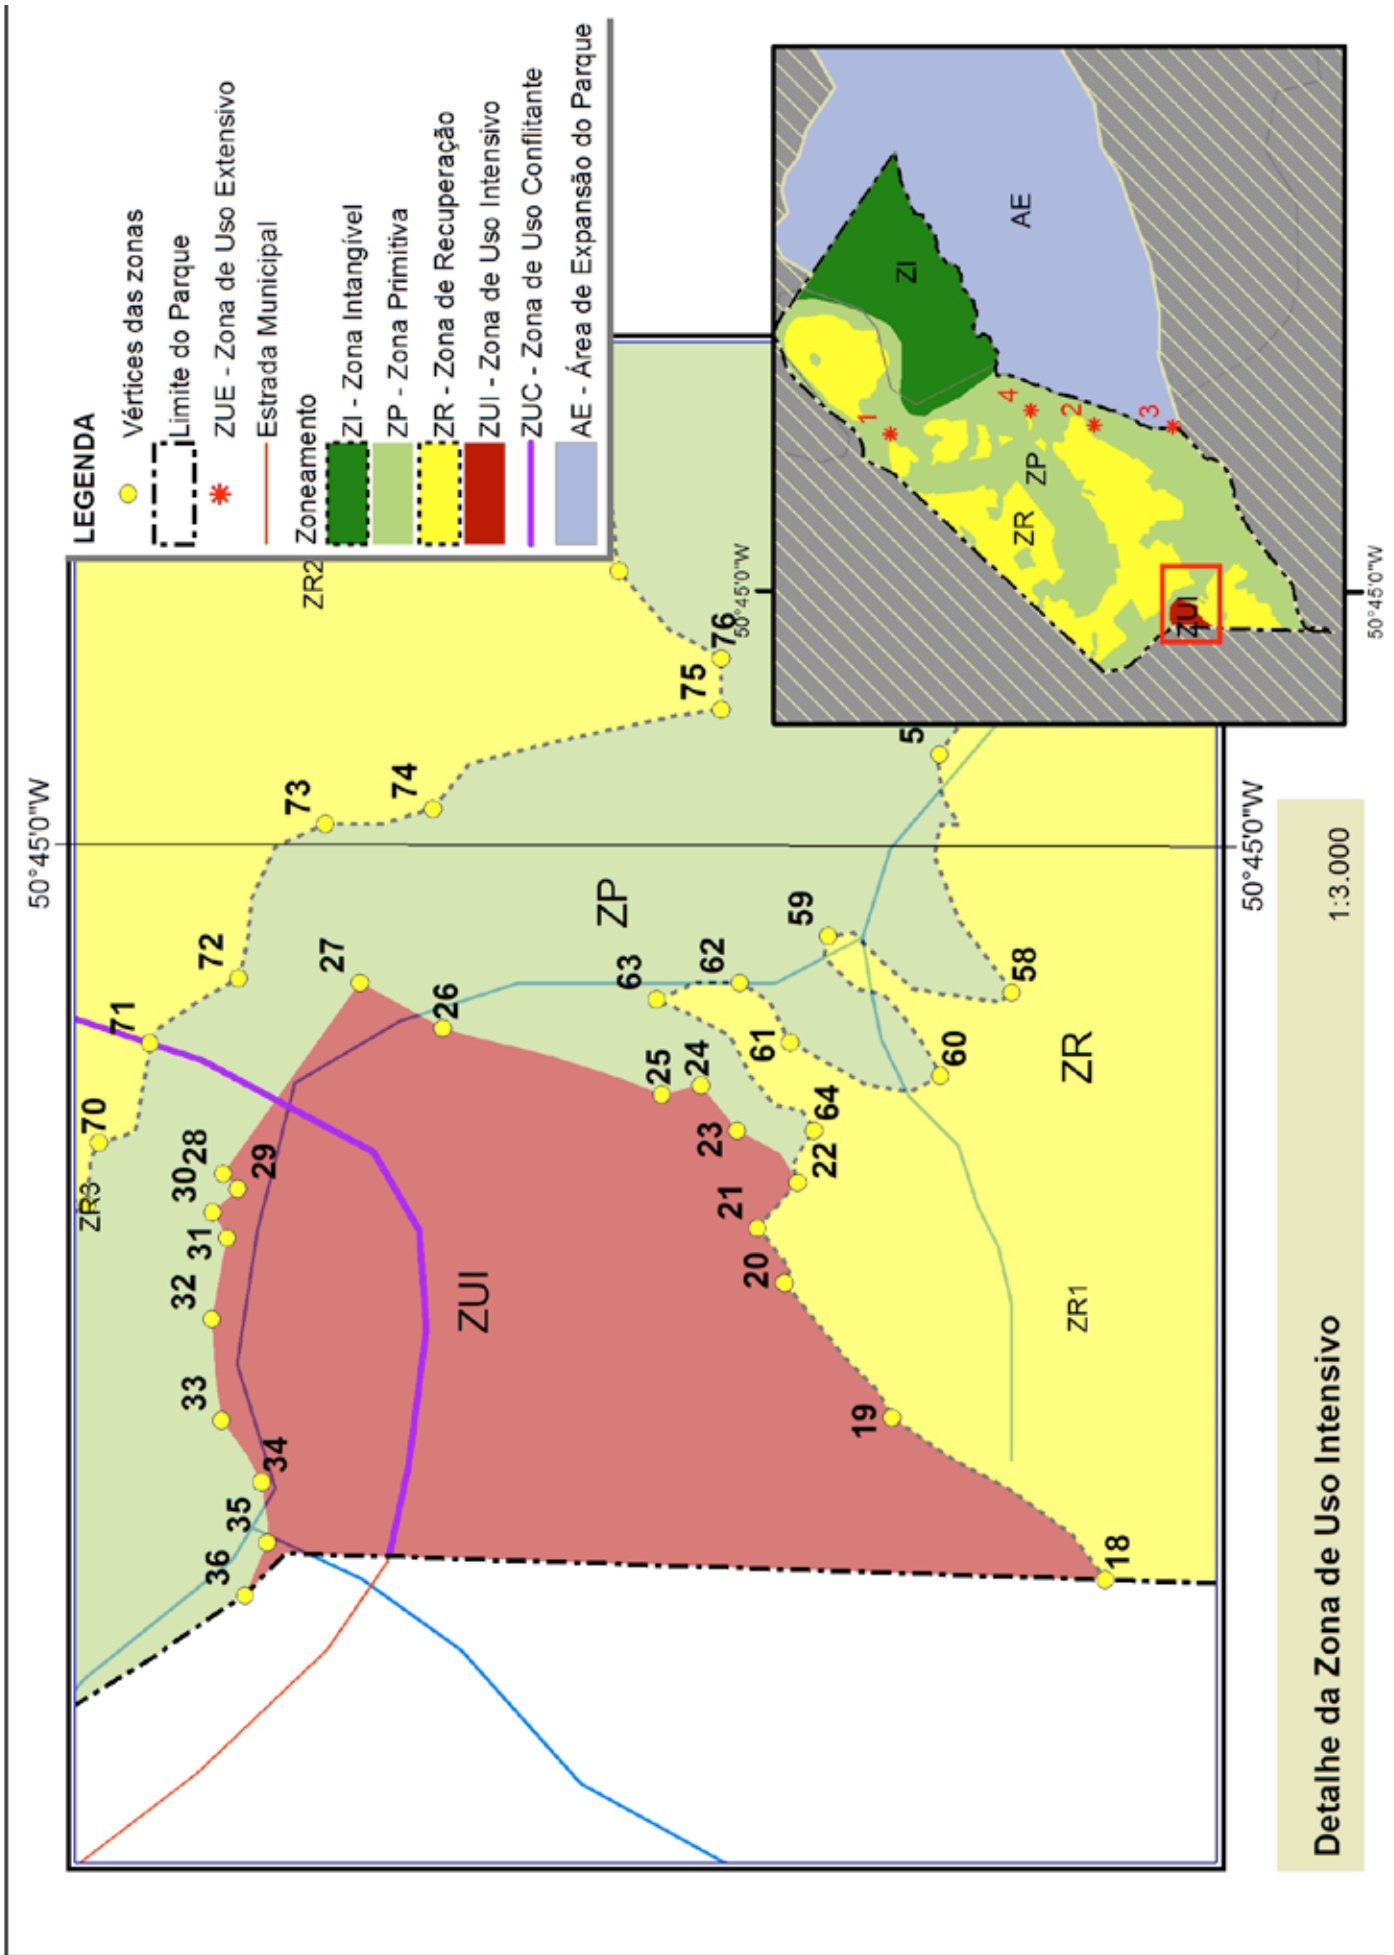 LEGENDA
Vértices das zonas
Limite do Parque
ZUE - Zona de Uso Extensivo
Estrada Municipal
Zoneamento
ZI - Zona Intangível
ZP - Zona Primitiva
ZR - Zona de Recuperação
ZUI - Zona de Uso Intensivo
ZUC - Zona de Uso Conflitante
AE - Área de Expansão do Parque
50°45'0"W
ZR3
70
71
72
73
74
75
76
ZR2
36
35
34
33
32
31
30
28
29
27
26
ZUI
ZP
25
24
23
63
62
61
64
22
21
20
19
18
59
60
58
5
ZR
ZR1
50°45'0"W
50°45'0"W
1
4
2
3
ZI
AE
ZP
ZR
ZUI
50°45'0"W
Detalhe da Zona de Uso Intensivo
1:3.000